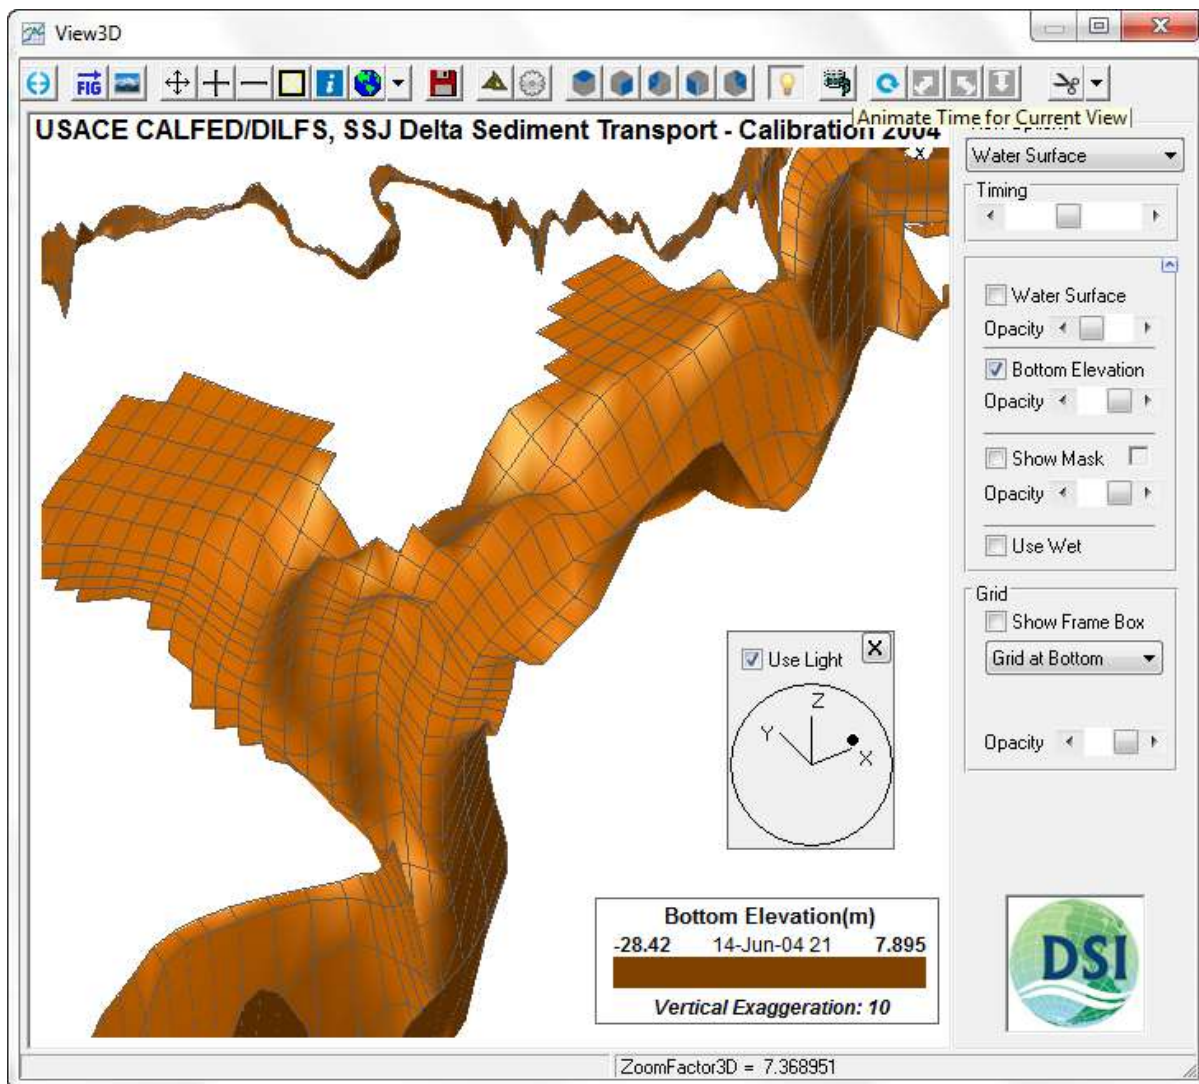 View3D
FIG
Animate Time for Current View
USACE CALFED/DILFS, SSJ Delta Sediment Transport - Calibration 2004
Water Surface
Timing
Water Surface
Opacity
Bottom Elevation
Opacity
Show Mask
Opacity
Use Wet
Grid
Show Frame Box
Grid at Bottom
Opacity
Use Light X
Z
Y
X
Bottom Elevation(m)
-28.42 14-Jun-04 21 7.895
Vertical Exaggeration: 10
DSI
ZoomFactor3D = 7.368951